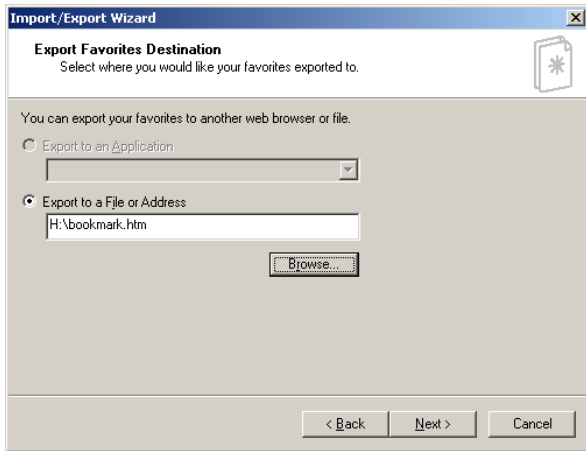 Import/Export Wizard
Export Favorites Destination
Select where you would like your favorites exported to.
You can export your favorites to another web browser or file.
Export to an Application
Export to a File or Address
H:\bookmark.htm
Browse...
< Back
Next >
Cancel